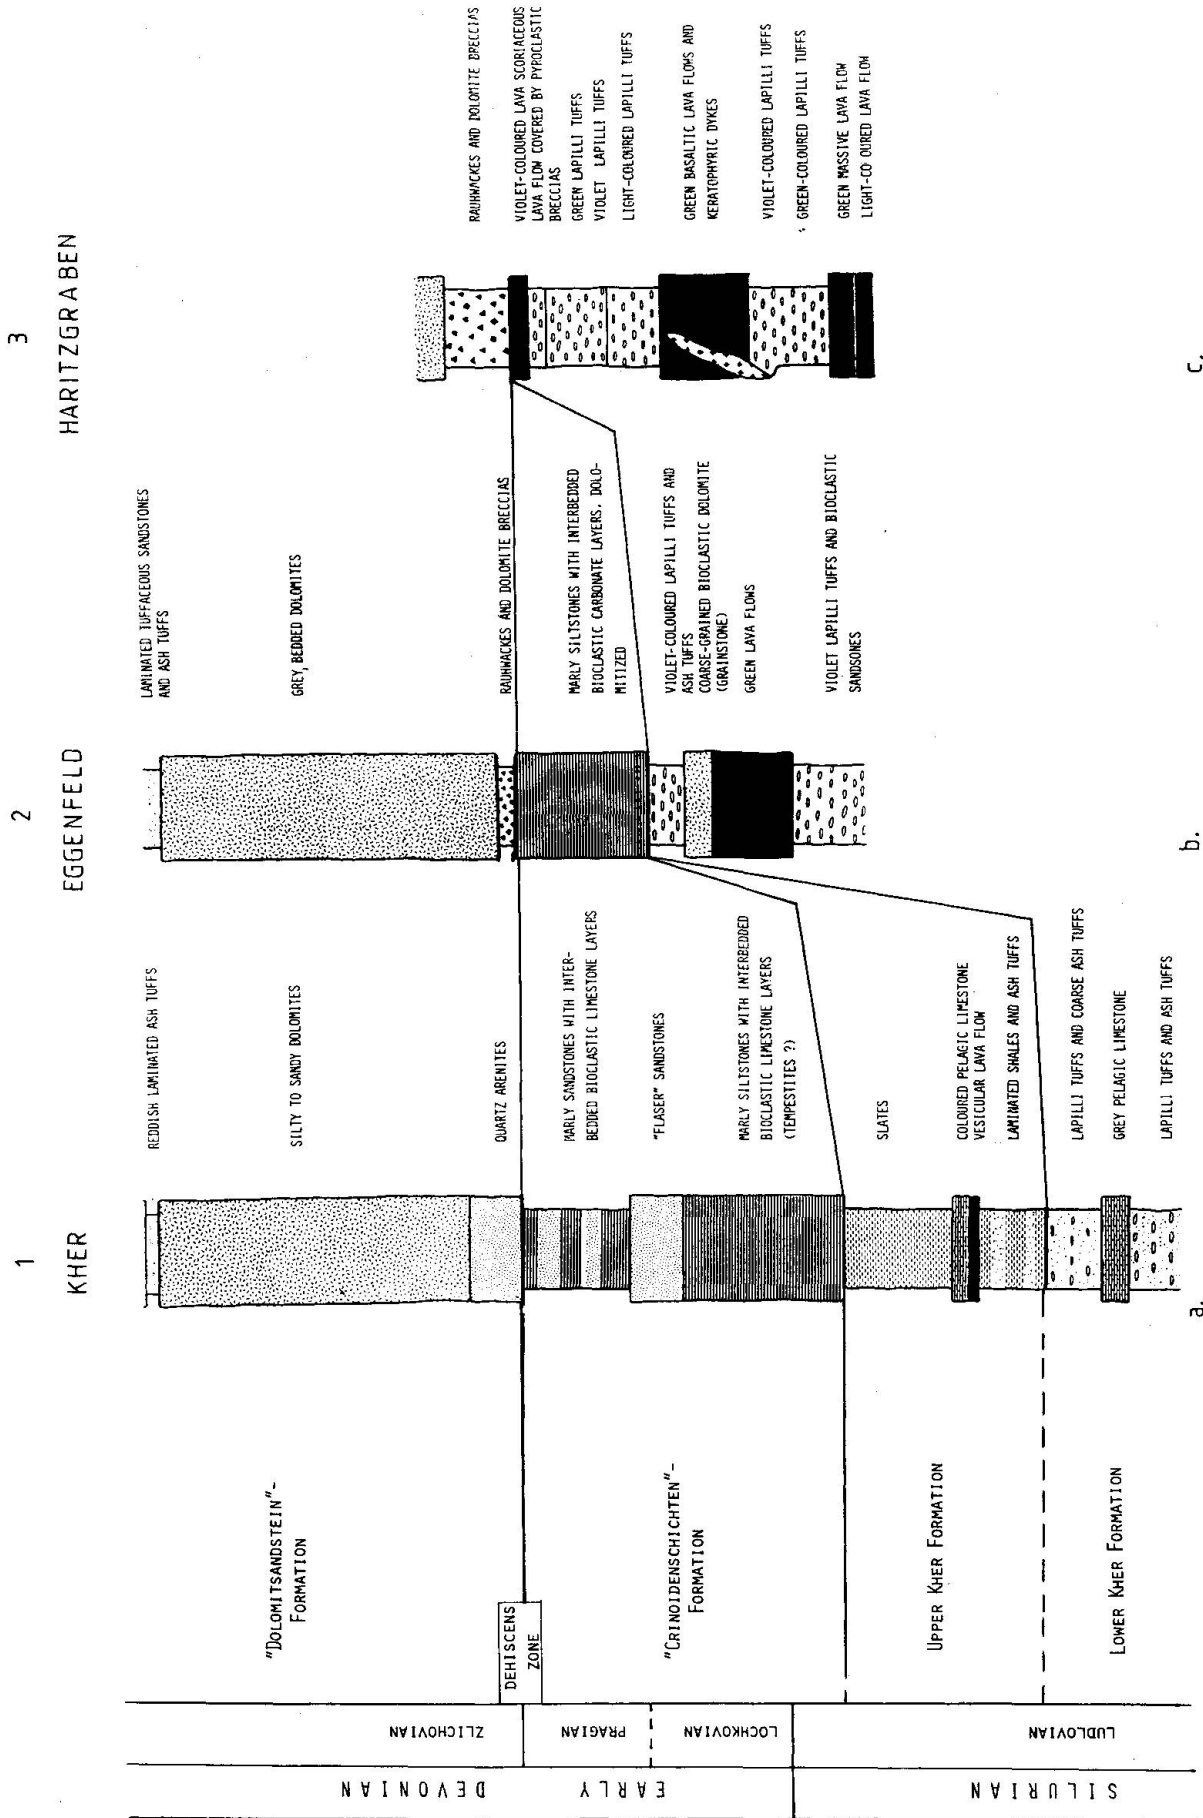 1
KHER
2
EGGENFELD
3
HARITZGRABEN
SILURIAN
EARLY
DEVONIAN
LUDLOVIAN
LOCHKOVIAN
PRAGIAN
ZLICHOVIAN
DEHISCENS
ZONE
"DOLOMITSANDSTEIN"-
FORMATION
"CRINOIDENSCHICHTEN"-
FORMATION
UPPER KHER FORMATION
LOWER KHER FORMATION
REDDISH LAMINATED ASH TUFFS
SILTY TO SANDY DOLOMITES
QUARTZ ARENITES
MARLY SANDSTONES WITH INTER-
BEDDED BIOCLASTIC LIMESTONE LAYERS
"FLASER" SANDSTONES
MARLY SILTSTONES WITH INTERBEDDED
BIOCLASTIC LIMESTONE LAYERS
(TEMPESTITES ?)
SLATES
COLOURED PELAGIC LIMESTONE
VESICULAR LAVA FLOW
LAMINATED SHALES AND ASH TUFFS
LAPILLI TUFFS AND COARSE ASH TUFFS
GREY PELAGIC LIMESTONE
LAPILLI TUFFS AND ASH TUFFS
a.
LAMINATED TUFFACEOUS SANDSTONES
AND ASH TUFFS
GREY, BEDDED DOLOMITES
RAUHWACKES AND DOLOMITE BRECCIAS
MARLY SILTSTONES WITH INTERBEDDED
BIOCLASTIC CARBONATE LAYERS, DOLO-
MITIZED
VIOLET-COLOURED LAPILLI TUFFS AND
ASH TUFFS
COARSE-GRAINED BIOCLASTIC DOLOMITE
(GRAINSTONE)
GREEN LAVA FLOWS
VIOLET LAPILLI TUFFS AND BIOCLASTIC
SANDSONES
b.
RAUHWACKES AND DOLOMITE BRECCIAS
VIOLET-COLOURED LAVA SCORIACEOUS
LAVA FLOW COVERED BY PYROCLASTIC
BRECCIAS
GREEN LAPILLI TUFFS
VIOLET LAPILLI TUFFS
LIGHT-COLOURED LAPILLI TUFFS
GREEN BASALTIC LAVA FLOWS AND
KERATOPHYRIC DYKES
VIOLET-COLOURED LAPILLI TUFFS
GREEN-COLOURED LAPILLI TUFFS
GREEN MASSIVE LAVA FLOW
LIGHT-CO OURED LAVA FLOW
c.